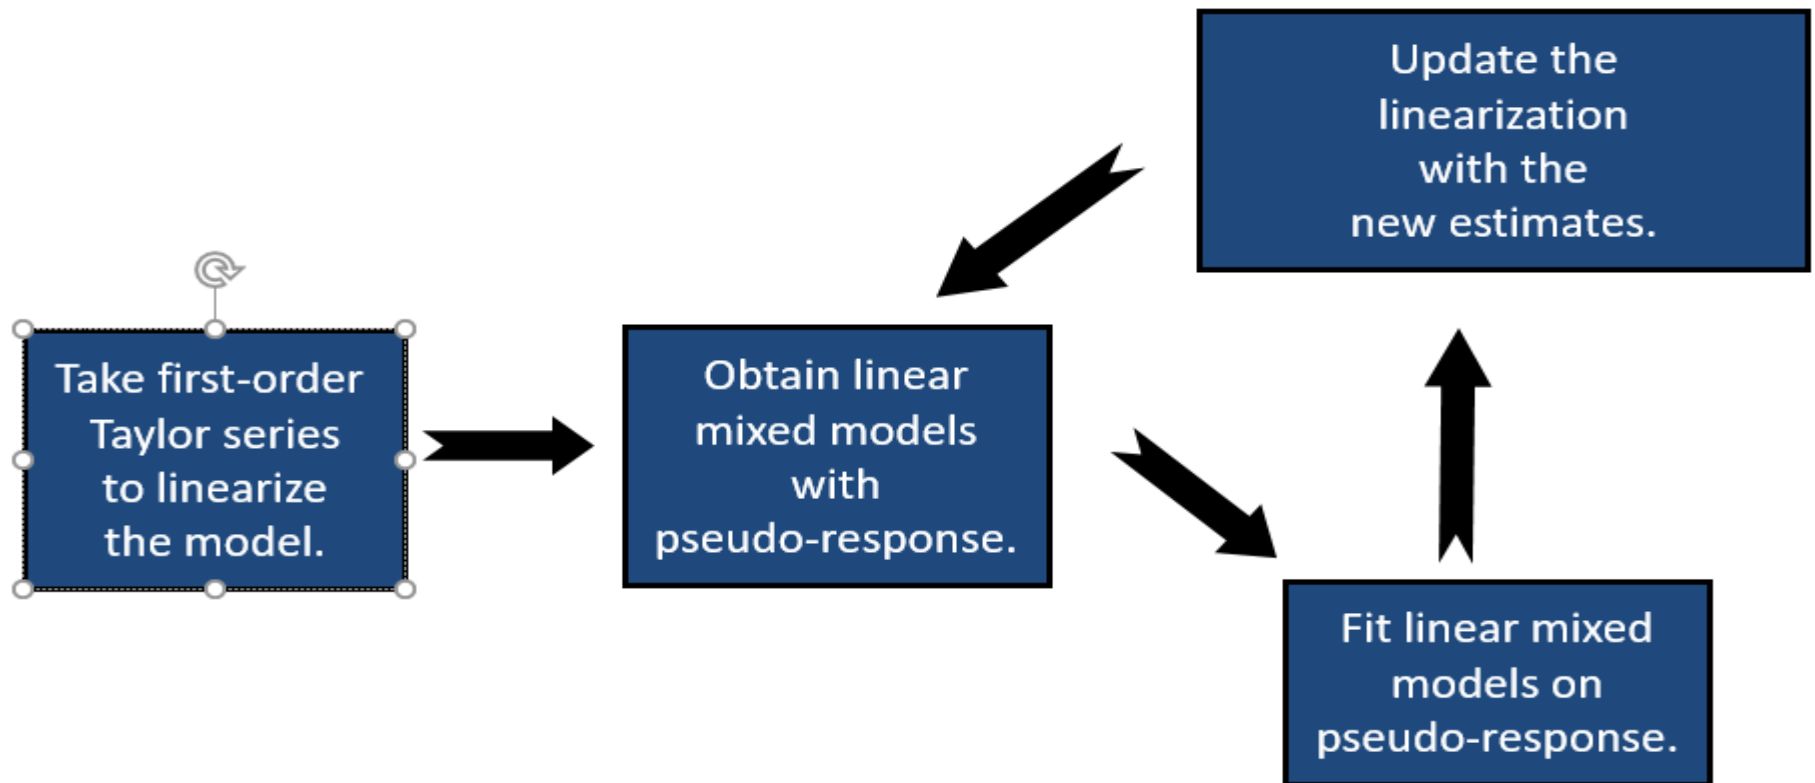 Take first-order
Taylor series
to linearize
the model.
Obtain linear
mixed models
with
pseudo-response.
Fit linear mixed
models on
pseudo-response.
Update the
linearization
with the
new estimates.